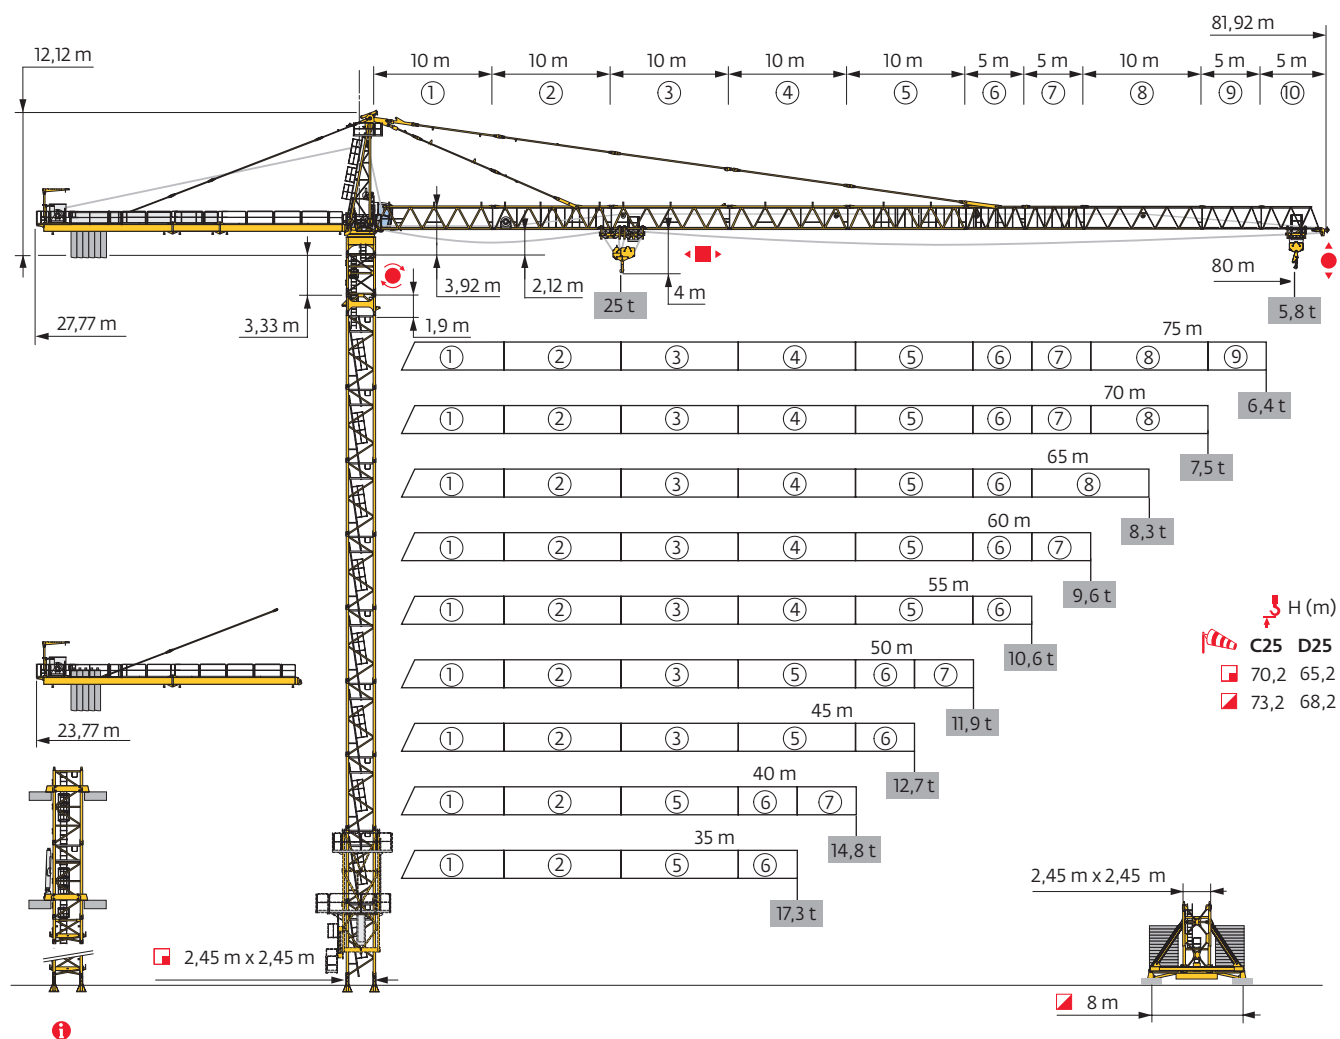 81,92 m
12,12 m
10 m 10 m 10 m 10 m 10 m 5 m 5 m 10 m 5 m 5 m
① ② ③ ④ ⑤ ⑥ ⑦ ⑧ ⑨ ⑩
80 m
3,92 m 2,12 m 4 m
25 t 5,8 t
27,77 m 3,33 m 1,9 m
75 m
① ② ③ ④ ⑤ ⑥ ⑦ ⑧ ⑨
6,4 t
70 m
① ② ③ ④ ⑤ ⑥ ⑦ ⑧
7,5 t
65 m
① ② ③ ④ ⑤ ⑥ ⑧
8,3 t
60 m
① ② ③ ④ ⑤ ⑥ ⑦
9,6 t
55 m
① ② ③ ④ ⑤ ⑥
10,6 t
H (m)
C25 D25
70,2 65,2
73,2 68,2
50 m
① ② ③ ⑤ ⑥ ⑦
11,9 t
23,77 m
45 m
① ② ③ ⑤ ⑥
12,7 t
40 m
① ② ⑤ ⑥ ⑦
14,8 t
35 m
① ② ⑤ ⑥
17,3 t
2,45 m x 2,45 m
2,45 m x 2,45 m
8 m
i